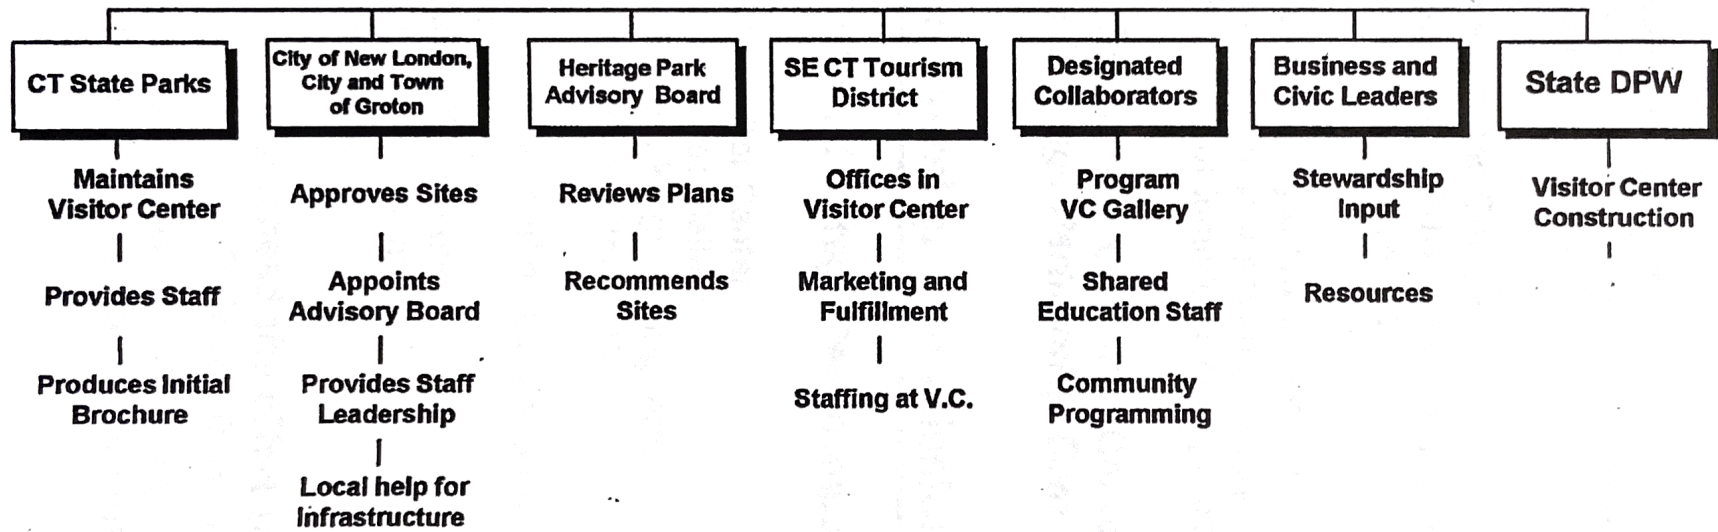 CT State Parks
Maintains
Visitor Center
Provides Staff
Produces Initial
Brochure
City of New London,
City and Town
of Groton
Approves Sites
Appoints
Advisory Board
Provides Staff
Leadership
Local help for
Infrastructure
Heritage Park
Advisory Board
Reviews Plans
Recommends
Sites
SE CT Tourism
District
Offices in
Visitor Center
Marketing and
Fulfillment
Staffing at V.C.
Designated
Collaborators
Program
VC Gallery
Shared
Education Staff
Community
Programming
Business and
Civic Leaders
Stewardship
Input
Resources
State DPW
Visitor Center
Construction